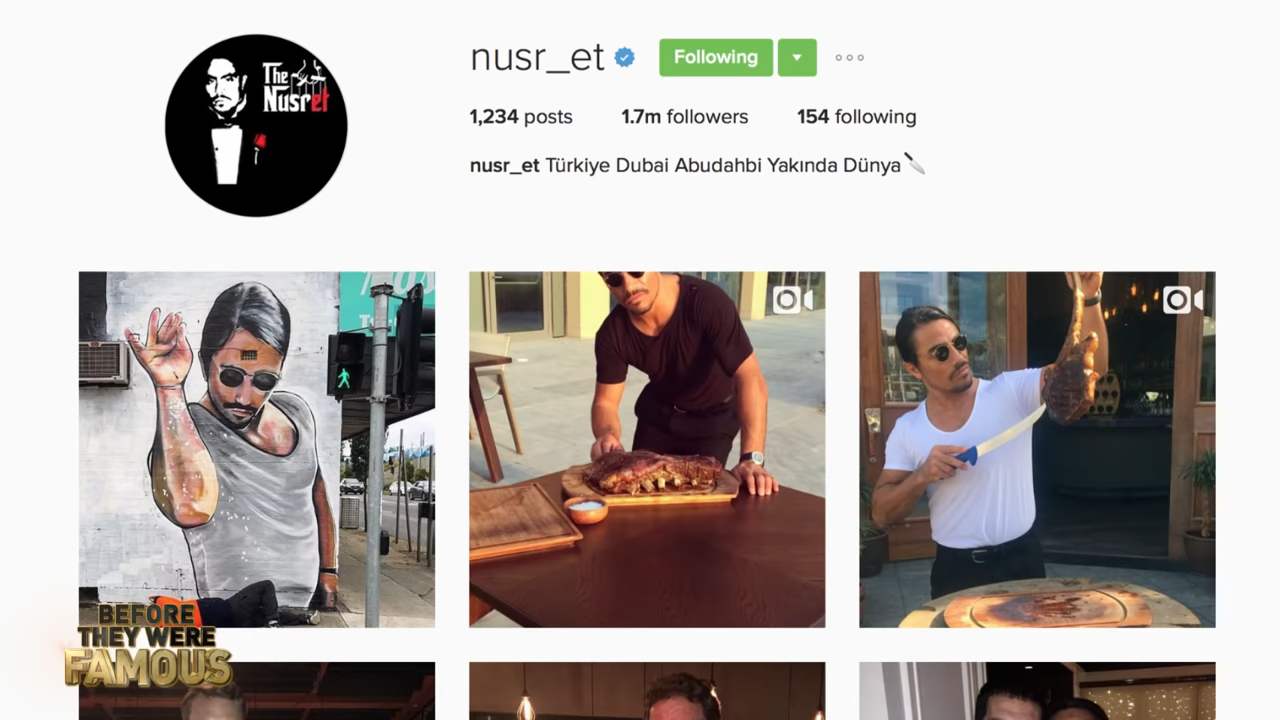 The
Nusret
nusr_et
Following
1,234 posts 1.7m followers 154 following
nusr_et Türkiye Dubai Abudahbi Yakında Dünya
BEFORE
THEY WERE
FAMOUS